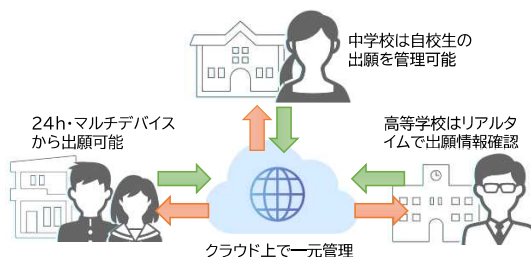 中学校は自校生の
出願を管理可能
24h・マルチデバイス
から出願可能
高等学校はリアルタ
イムで出願情報確認
クラウド上で一元管理